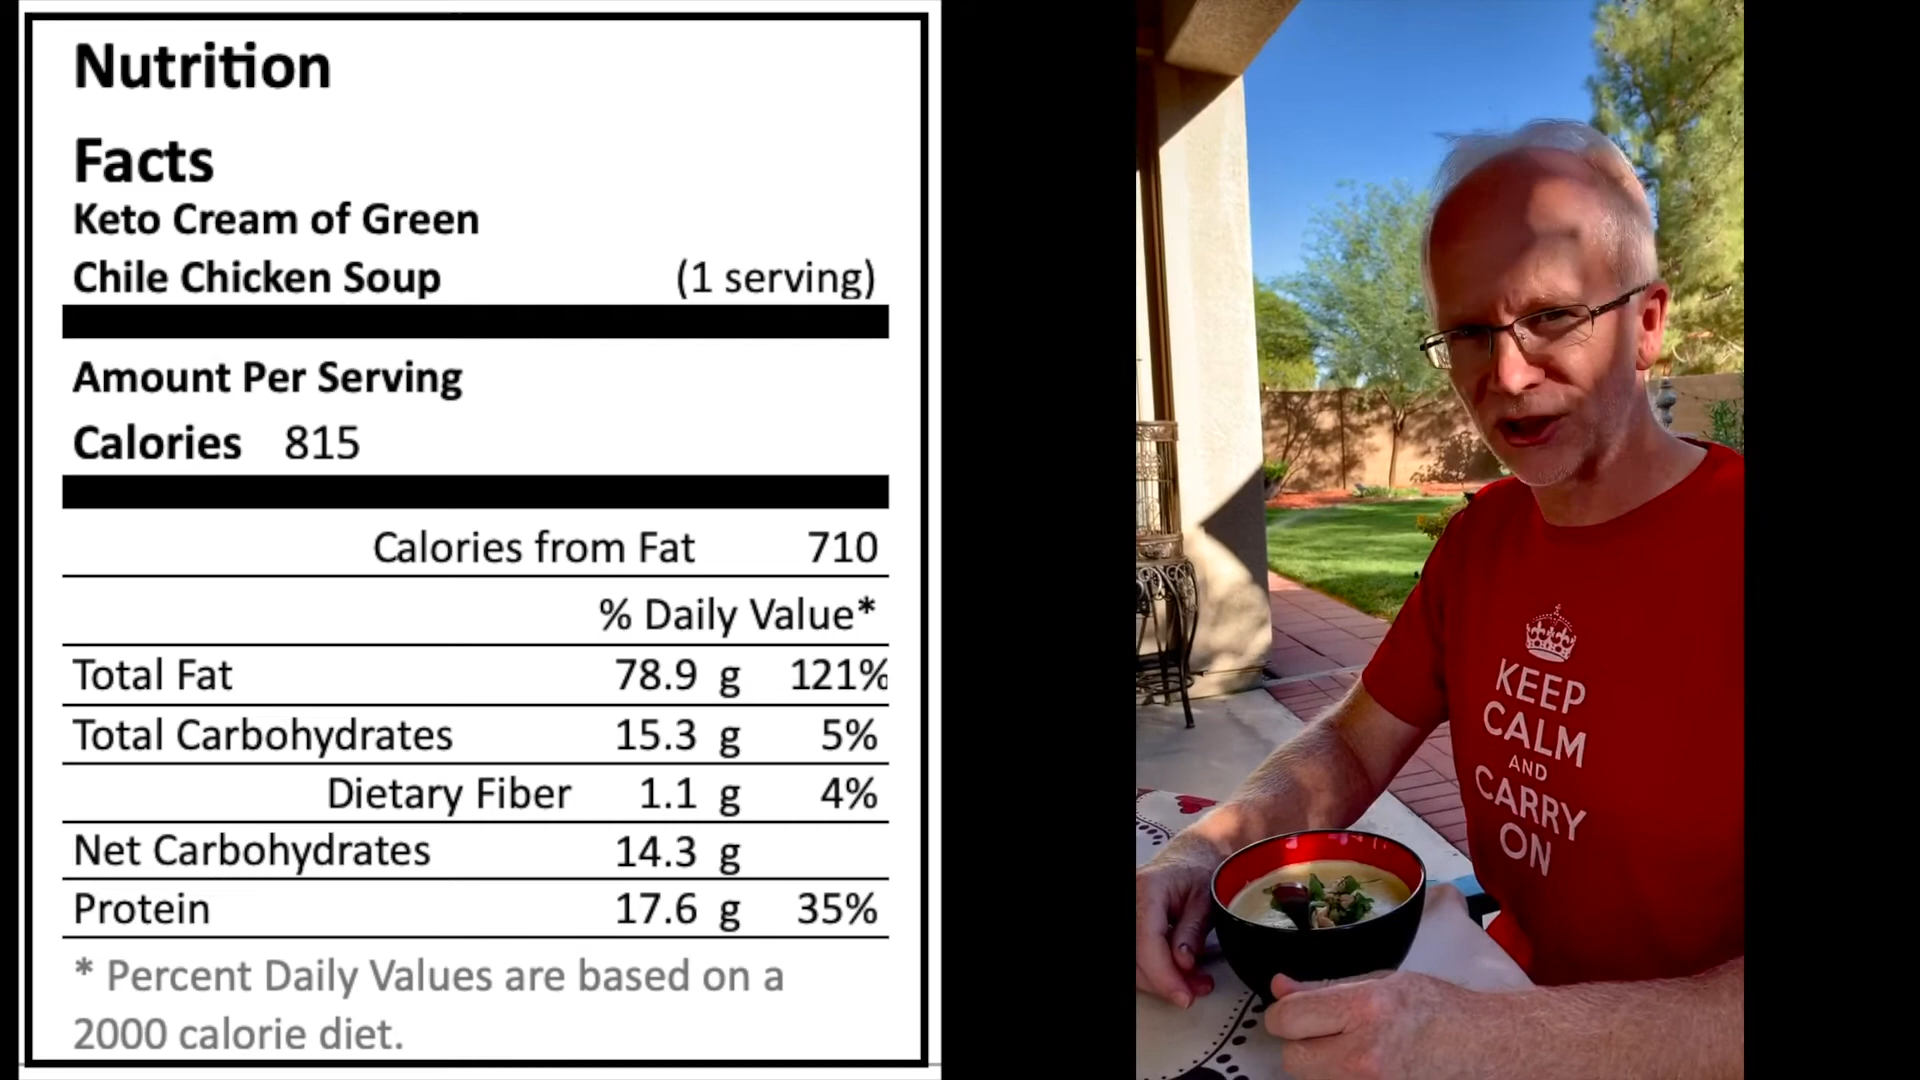 Nutrition
Facts
Keto Cream of Green
Chile Chicken Soup (1 serving)
Amount Per Serving
Calories 815
Calories from Fat 710
% Daily Value*
Total Fat 78.9 g 121%
Total Carbohydrates 15.3 g 5%
Dietary Fiber 1.1 g 4%
Net Carbohydrates 14.3 g
Protein 17.6 g 35%
* Percent Daily Values are based on a
2000 calorie diet.
KEEP
CALM
AND
CARRY
ON